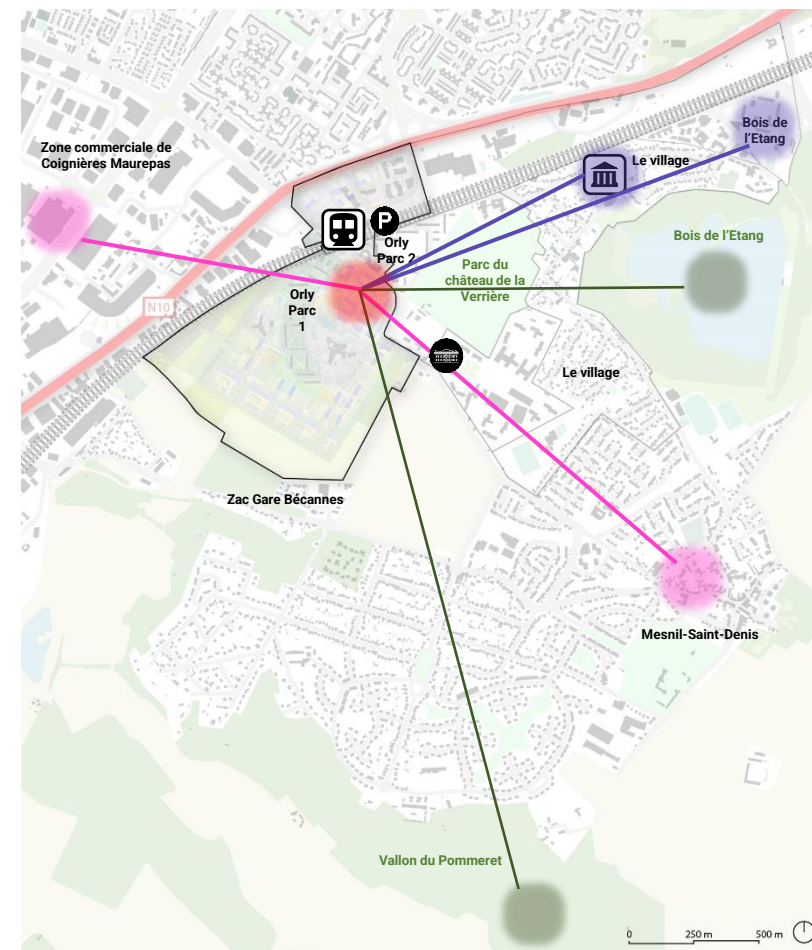 Zone commerciale de
Coignières Maurepas
Bois de
l'Etang
Le village
P
Orly
Parc 2
Bois de l'Etang
Parc du
château de la
Verrière
Orly
Parc
1
N10
Le village
Zac Gare Bécannes
Mesnil-Saint-Denis
Vallon du Pommeret
0 250 m 500 m